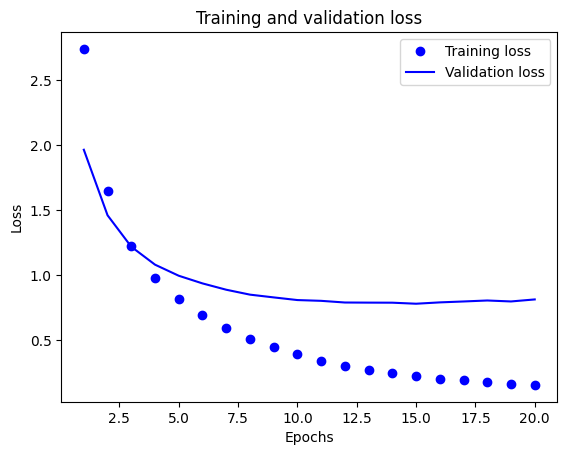 Training and validation loss
Training loss
Validation loss
2.5
2.0
1.5
1.0
0.5
Loss
2.5
5.0
7.5
10.0
12.5
15.0
17.5
20.0
Epochs